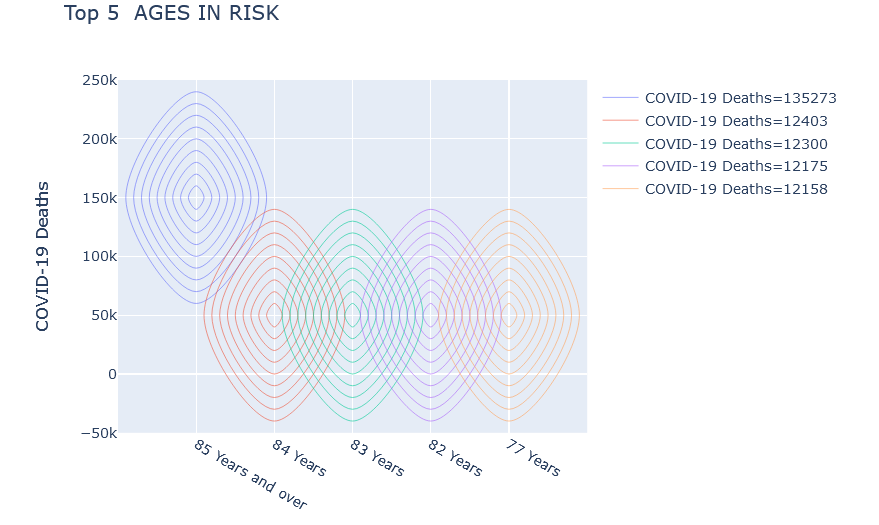 Top 5  AGES IN RISK
250k
200k
150k
100k
50k
0
−50k
COVID-19 Deaths
85 Years and over
84 Years
83 Years
82 Years
77 Years
COVID-19 Deaths=135273
COVID-19 Deaths=12403
COVID-19 Deaths=12300
COVID-19 Deaths=12175
COVID-19 Deaths=12158